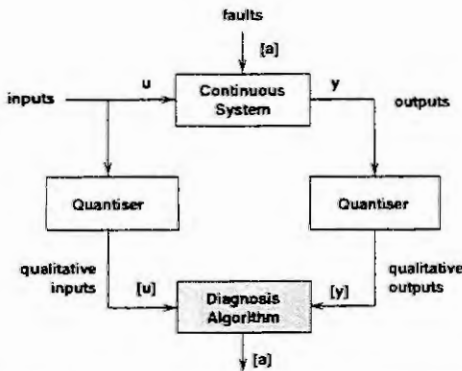 faults
[a]
inputs
u
Continuous
System
y
outputs
Quantiser
Quantiser
qualitative
inputs
[u]
Diagnosis
Algorithm
[y]
qualitative
outputs
[a]